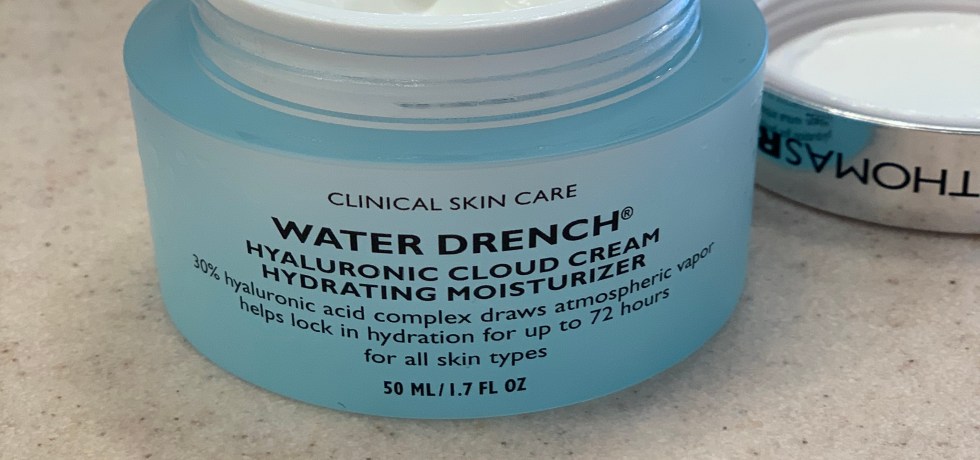 CLINICAL SKIN CARE
WATER DRENCH®
HYALURONIC CLOUD CREAM
HYDRATING MOISTURIZER
30% hyaluronic acid complex draws atmospheric vapor
helps lock in hydration for up to 72 hours
for all skin types
50 ML/1.7 FL OZ
THOMASR